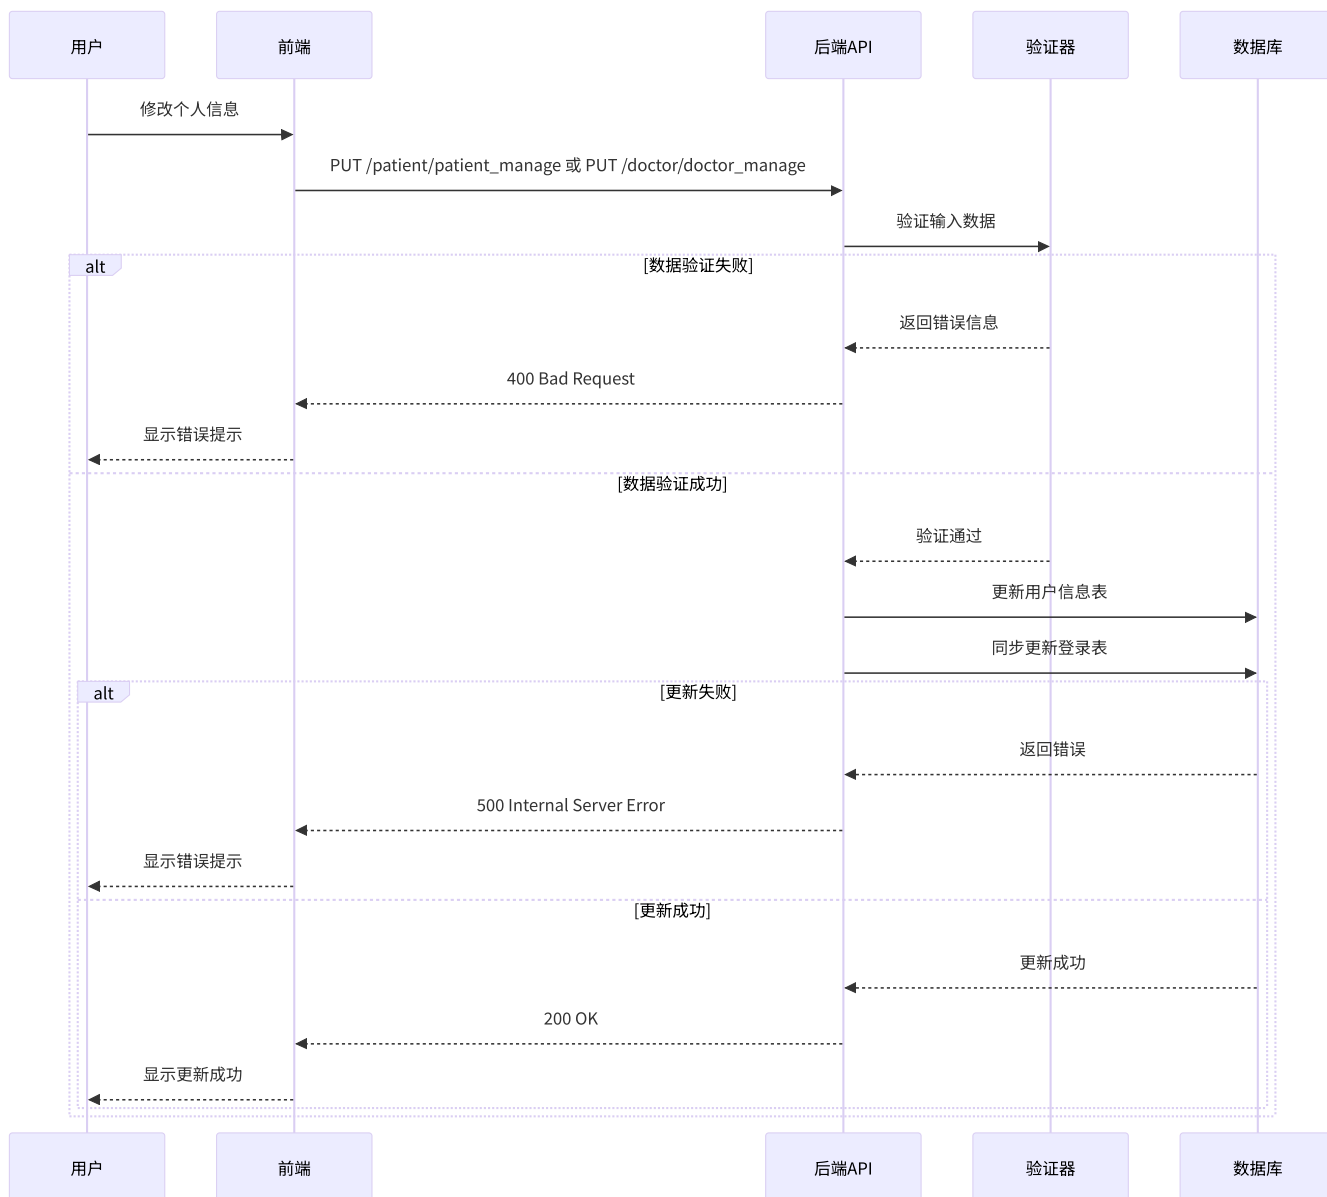 用户
前端
后端API
验证器
数据库
修改个人信息
PUT /patient/patient_manage 或 PUT /doctor/doctor_manage
验证输入数据
alt
[数据验证失败]
返回错误信息
400 Bad Request
显示错误提示
[数据验证成功]
验证通过
更新用户信息表
同步更新登录表
alt
[更新失败]
返回错误
500 Internal Server Error
显示错误提示
[更新成功]
更新成功
200 OK
显示更新成功
用户
前端
后端API
验证器
数据库